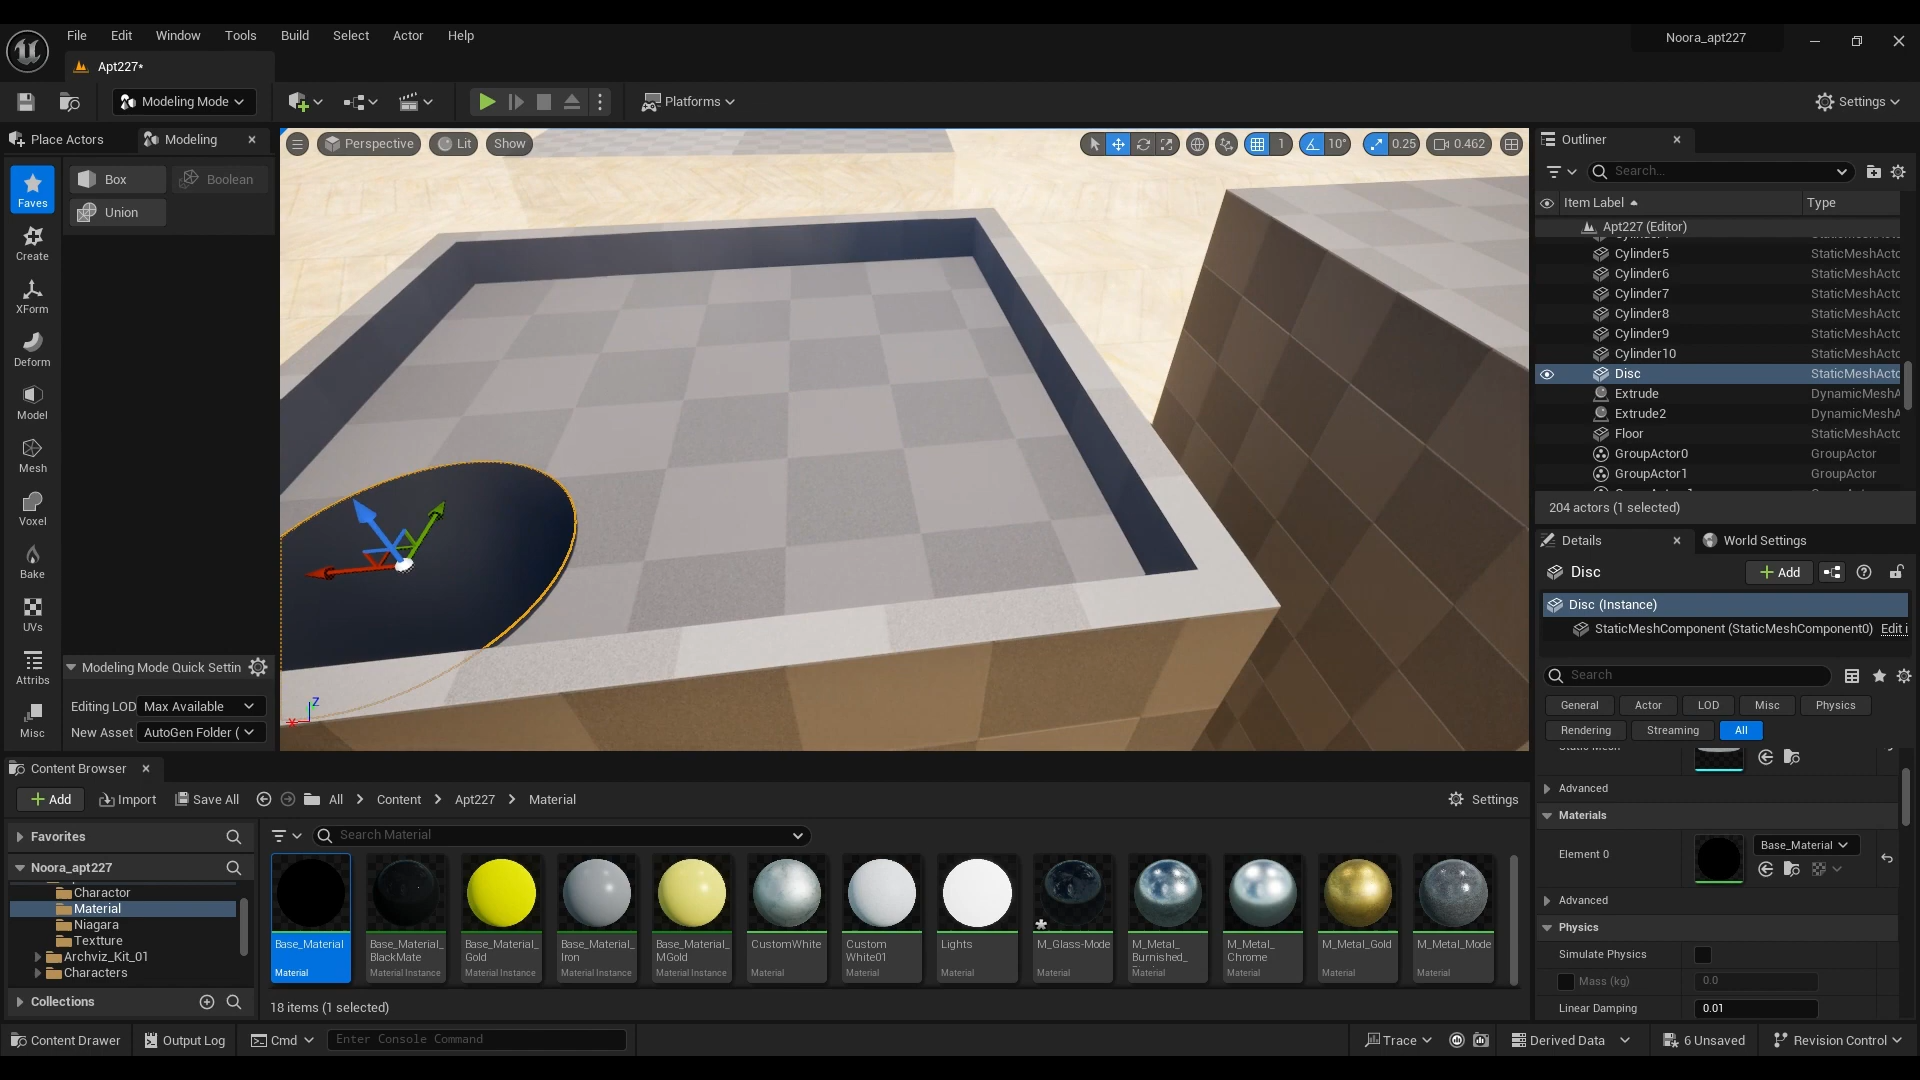 File Edit Window Tools Build Select Actor Help
Noora_apt227
Apt227*
Modeling Mode
Platforms
Settings
Place Actors
Modeling
Perspective
Lit
Show
1
10°
0.25
0.462
Outliner
Search...
Item Label
Type
Apt227 (Editor)
Cylinder5 StaticMeshActo
Cylinder6 StaticMeshActo
Cylinder7 StaticMeshActo
Cylinder8 StaticMeshActo
Cylinder9 StaticMeshActo
Cylinder10 StaticMeshActo
Disc StaticMeshActo
Extrude DynamicMeshA
Extrude2 DynamicMeshA
Floor StaticMeshActo
GroupActor0 GroupActor
GroupActor1 GroupActor
204 actors (1 selected)
Faves
Box
Boolean
Union
Create
XForm
Deform
Model
Mesh
Voxel
Bake
UVs
Attribs
Misc
Modeling Mode Quick Settin
Editing LOD Max Available
New Asset AutoGen Folder (
X
Z
Details
World Settings
Disc
Add
Disc (Instance)
StaticMeshComponent (StaticMeshComponent0) Edit i
Search
General
Actor
LOD
Misc
Physics
Rendering
Streaming
All
Advanced
Materials
Element 0
Base_Material
Advanced
Physics
Simulate Physics
Mass (kg) 0.0
Linear Damping 0.01
Content Browser
Add
Import
Save All
All
Content
Apt227
Material
Settings
Favorites
Noora_apt227
Charactor
Material
Niagara
Textture
Archviz_Kit_01
Characters
Collections
Search Material
Base_Material
Material
Base_Material_
BlackMate
Material Instance
Base_Material_
Gold
Material Instance
Base_Material_
Iron
Material Instance
Base_Material_
MGold
Material Instance
CustomWhite
Material
Custom
White01
Material
Lights
Material
M_Glass-Mode
Material
M_Metal_
Burnished_
Material
M_Metal_
Chrome
Material
M_Metal_Gold
Material
M_Metal_Mode
Material
18 items (1 selected)
Content Drawer
Output Log
Cmd
Enter Console Command
Trace
Derived Data
6 Unsaved
Revision Control